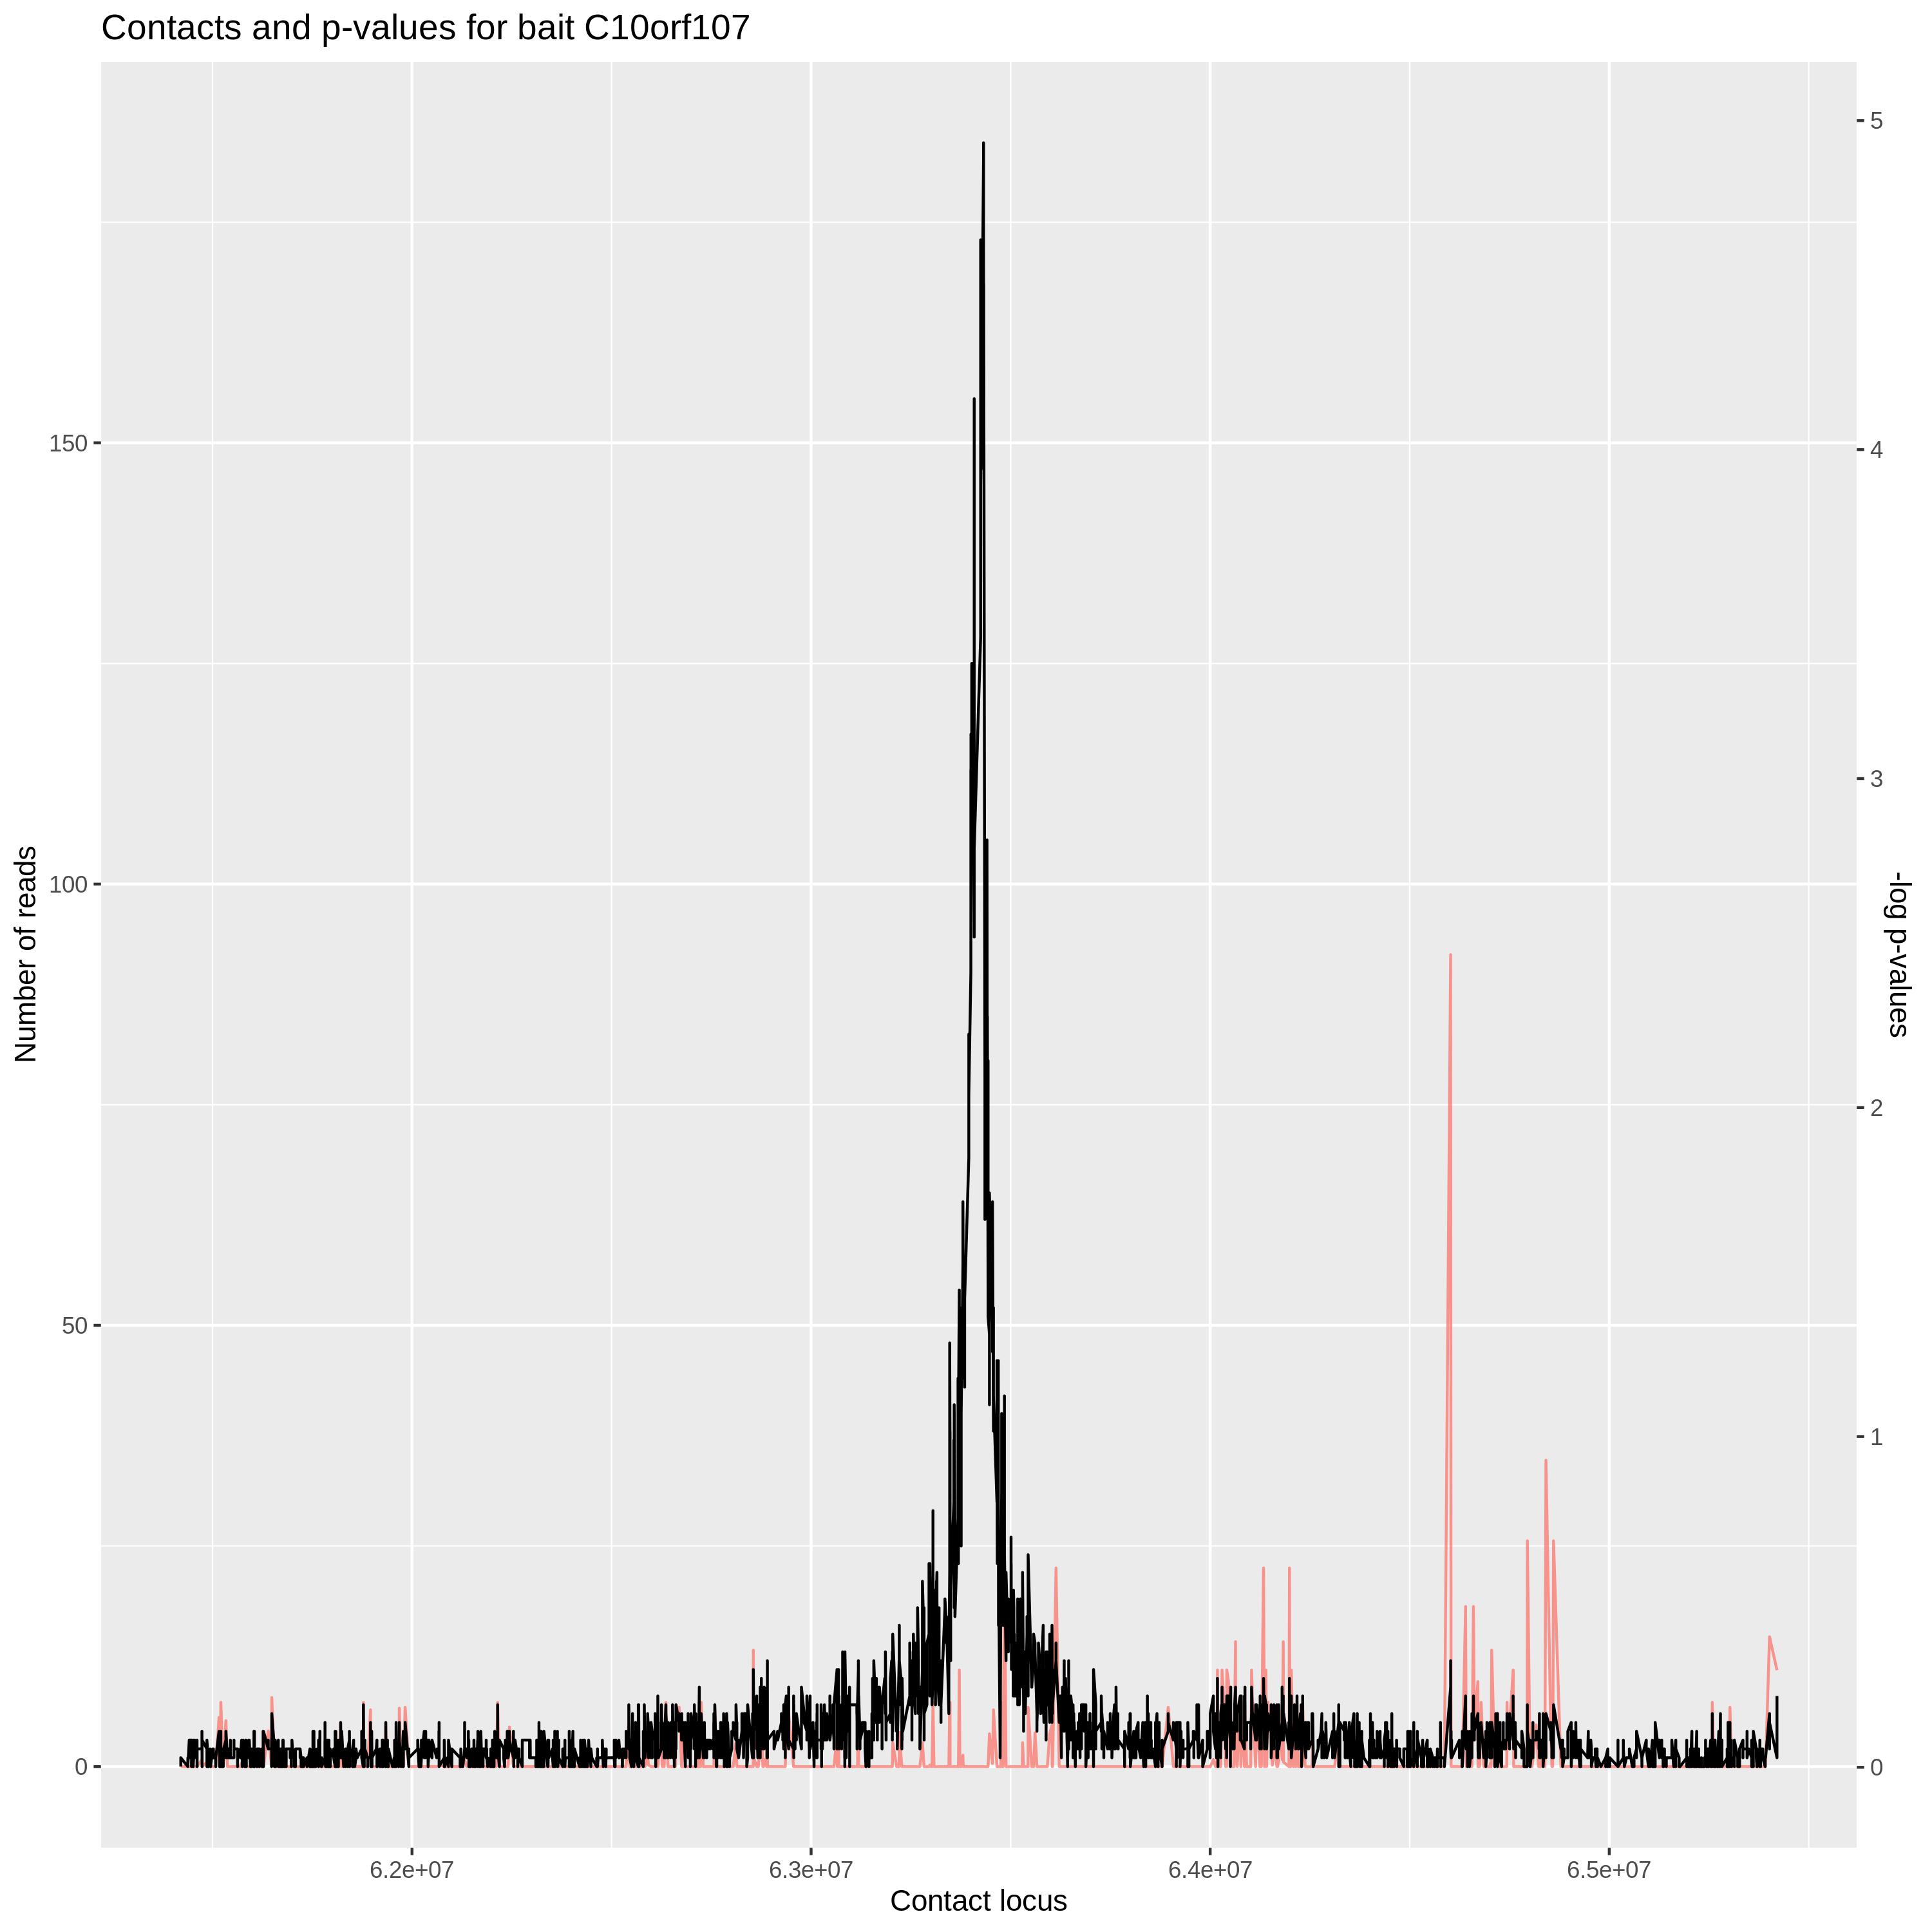 Contacts and p-values for bait C10orf107
Number of reads
150
100
50
0
5
4
3
2
1
0
-log p-values
6.2e+07
6.3e+07
6.4e+07
6.5e+07
Contact locus